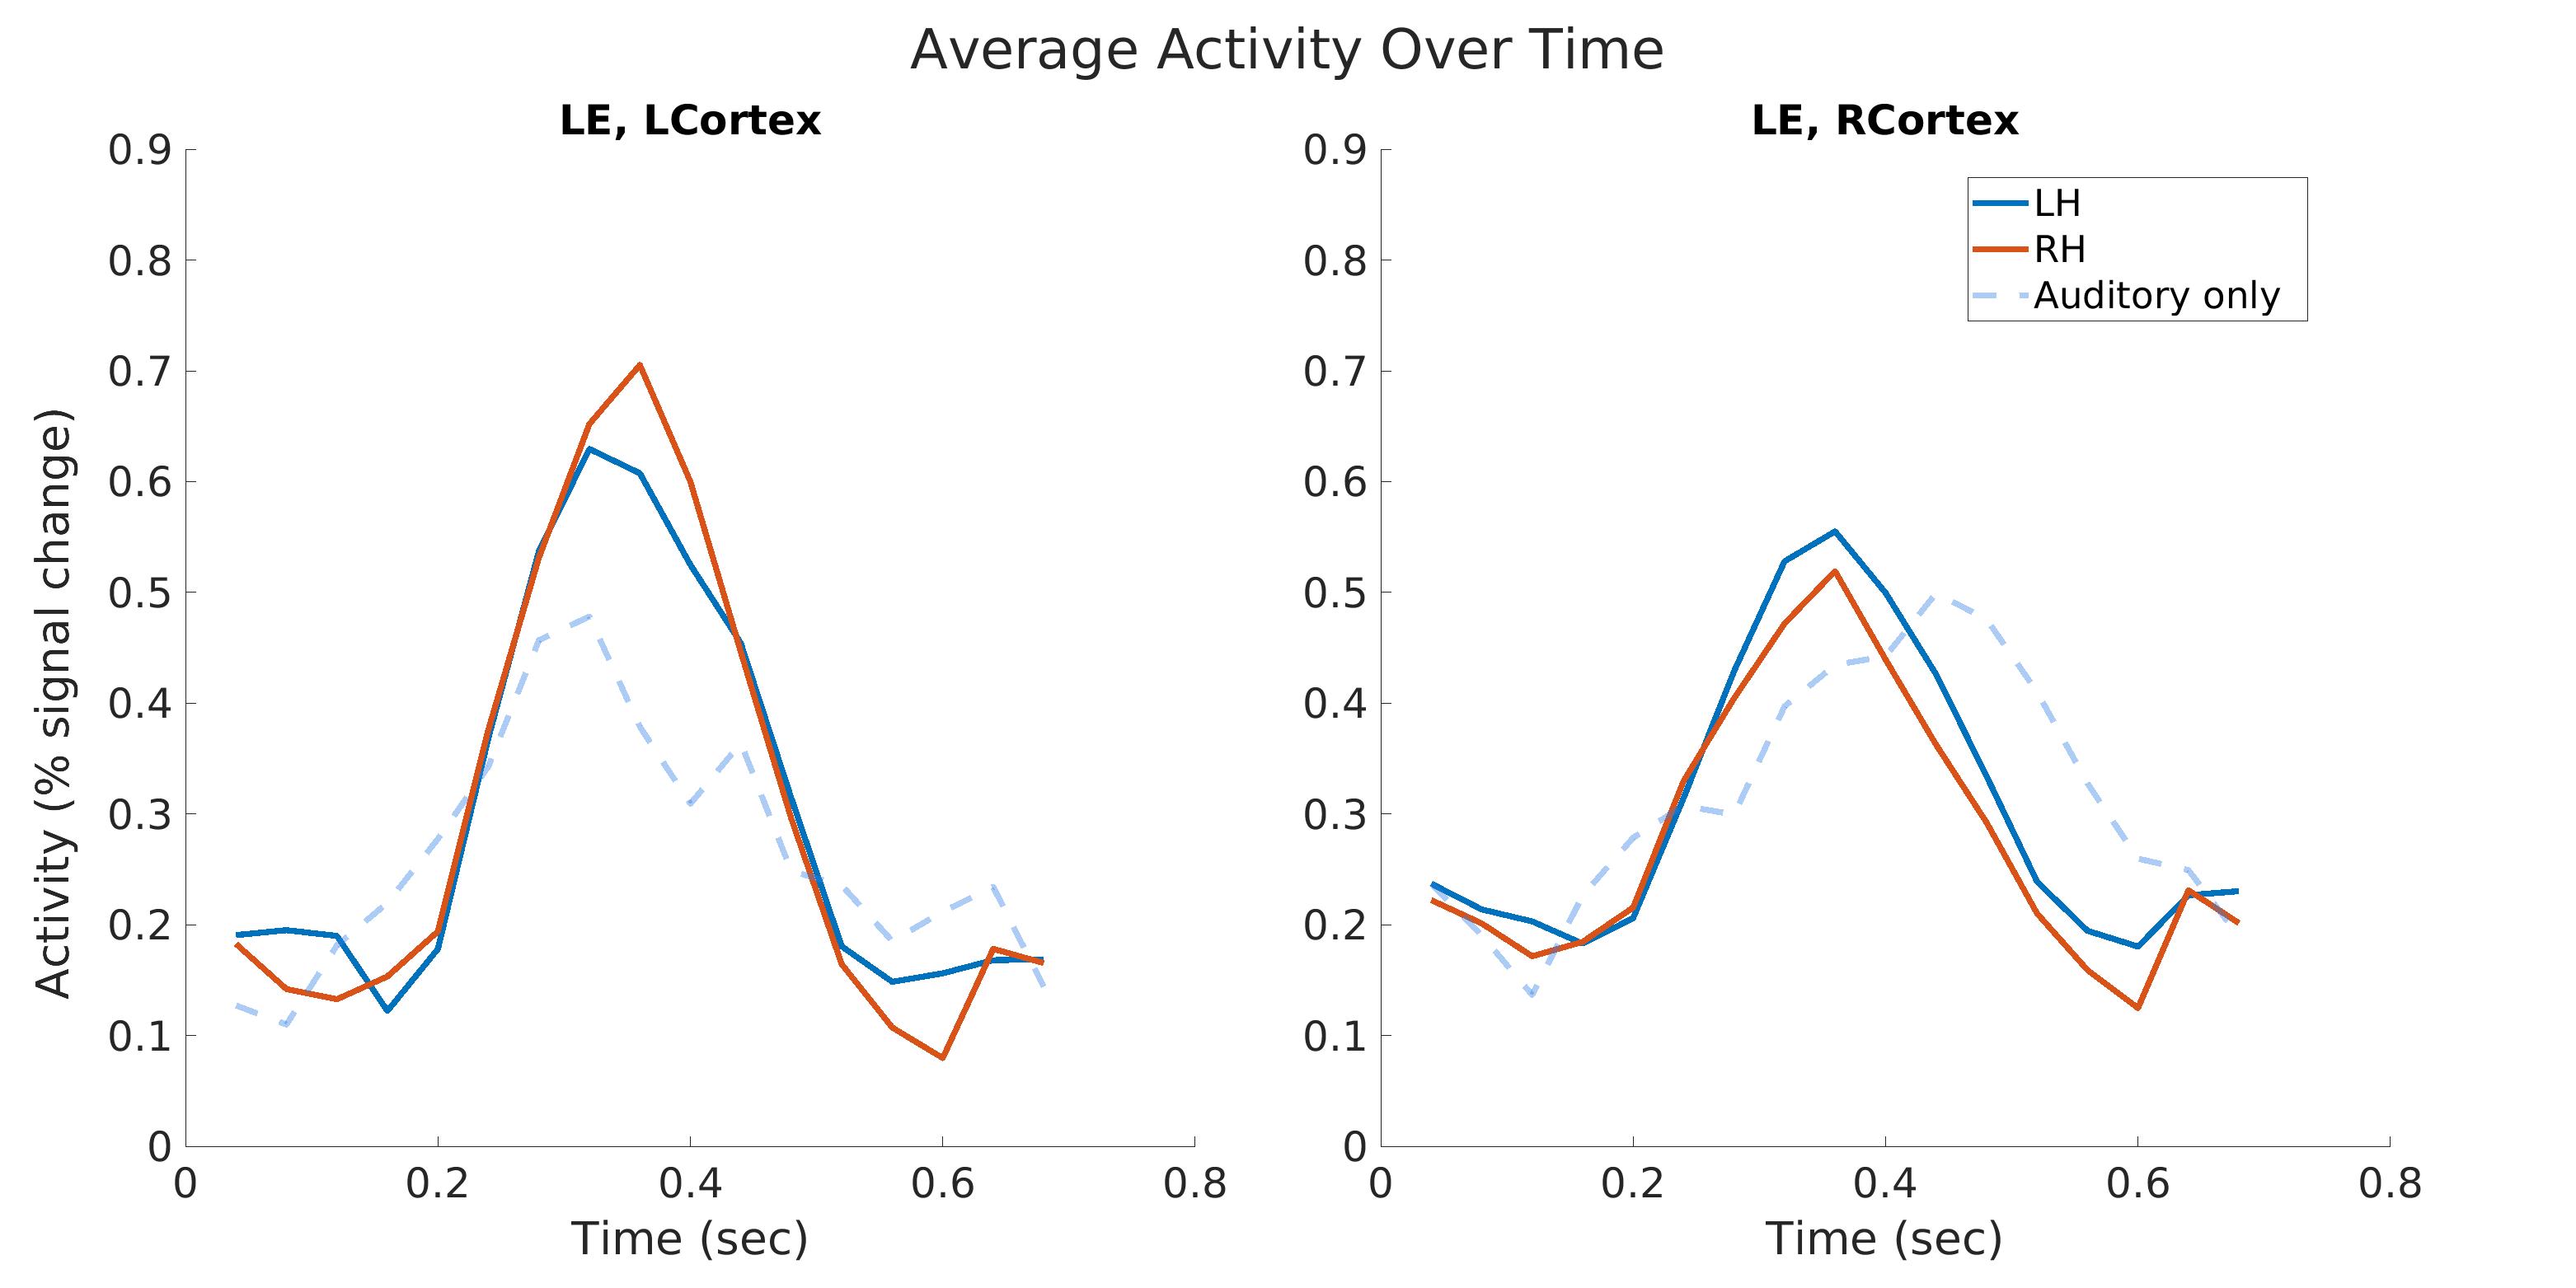 Average Activity Over Time
LE, LCortex
0.9
0.8
0.7
0.6
0.5
0.4
0.3
0.2
0.1
0
0 0.2 0.4 0.6 0.8
Time (sec)
Activity (% signal change)
LE, RCortex
0.9
0.8
0.7
0.6
0.5
0.4
0.3
0.2
0.1
0
0 0.2 0.4 0.6 0.8
Time (sec)
LH
RH
Auditory only